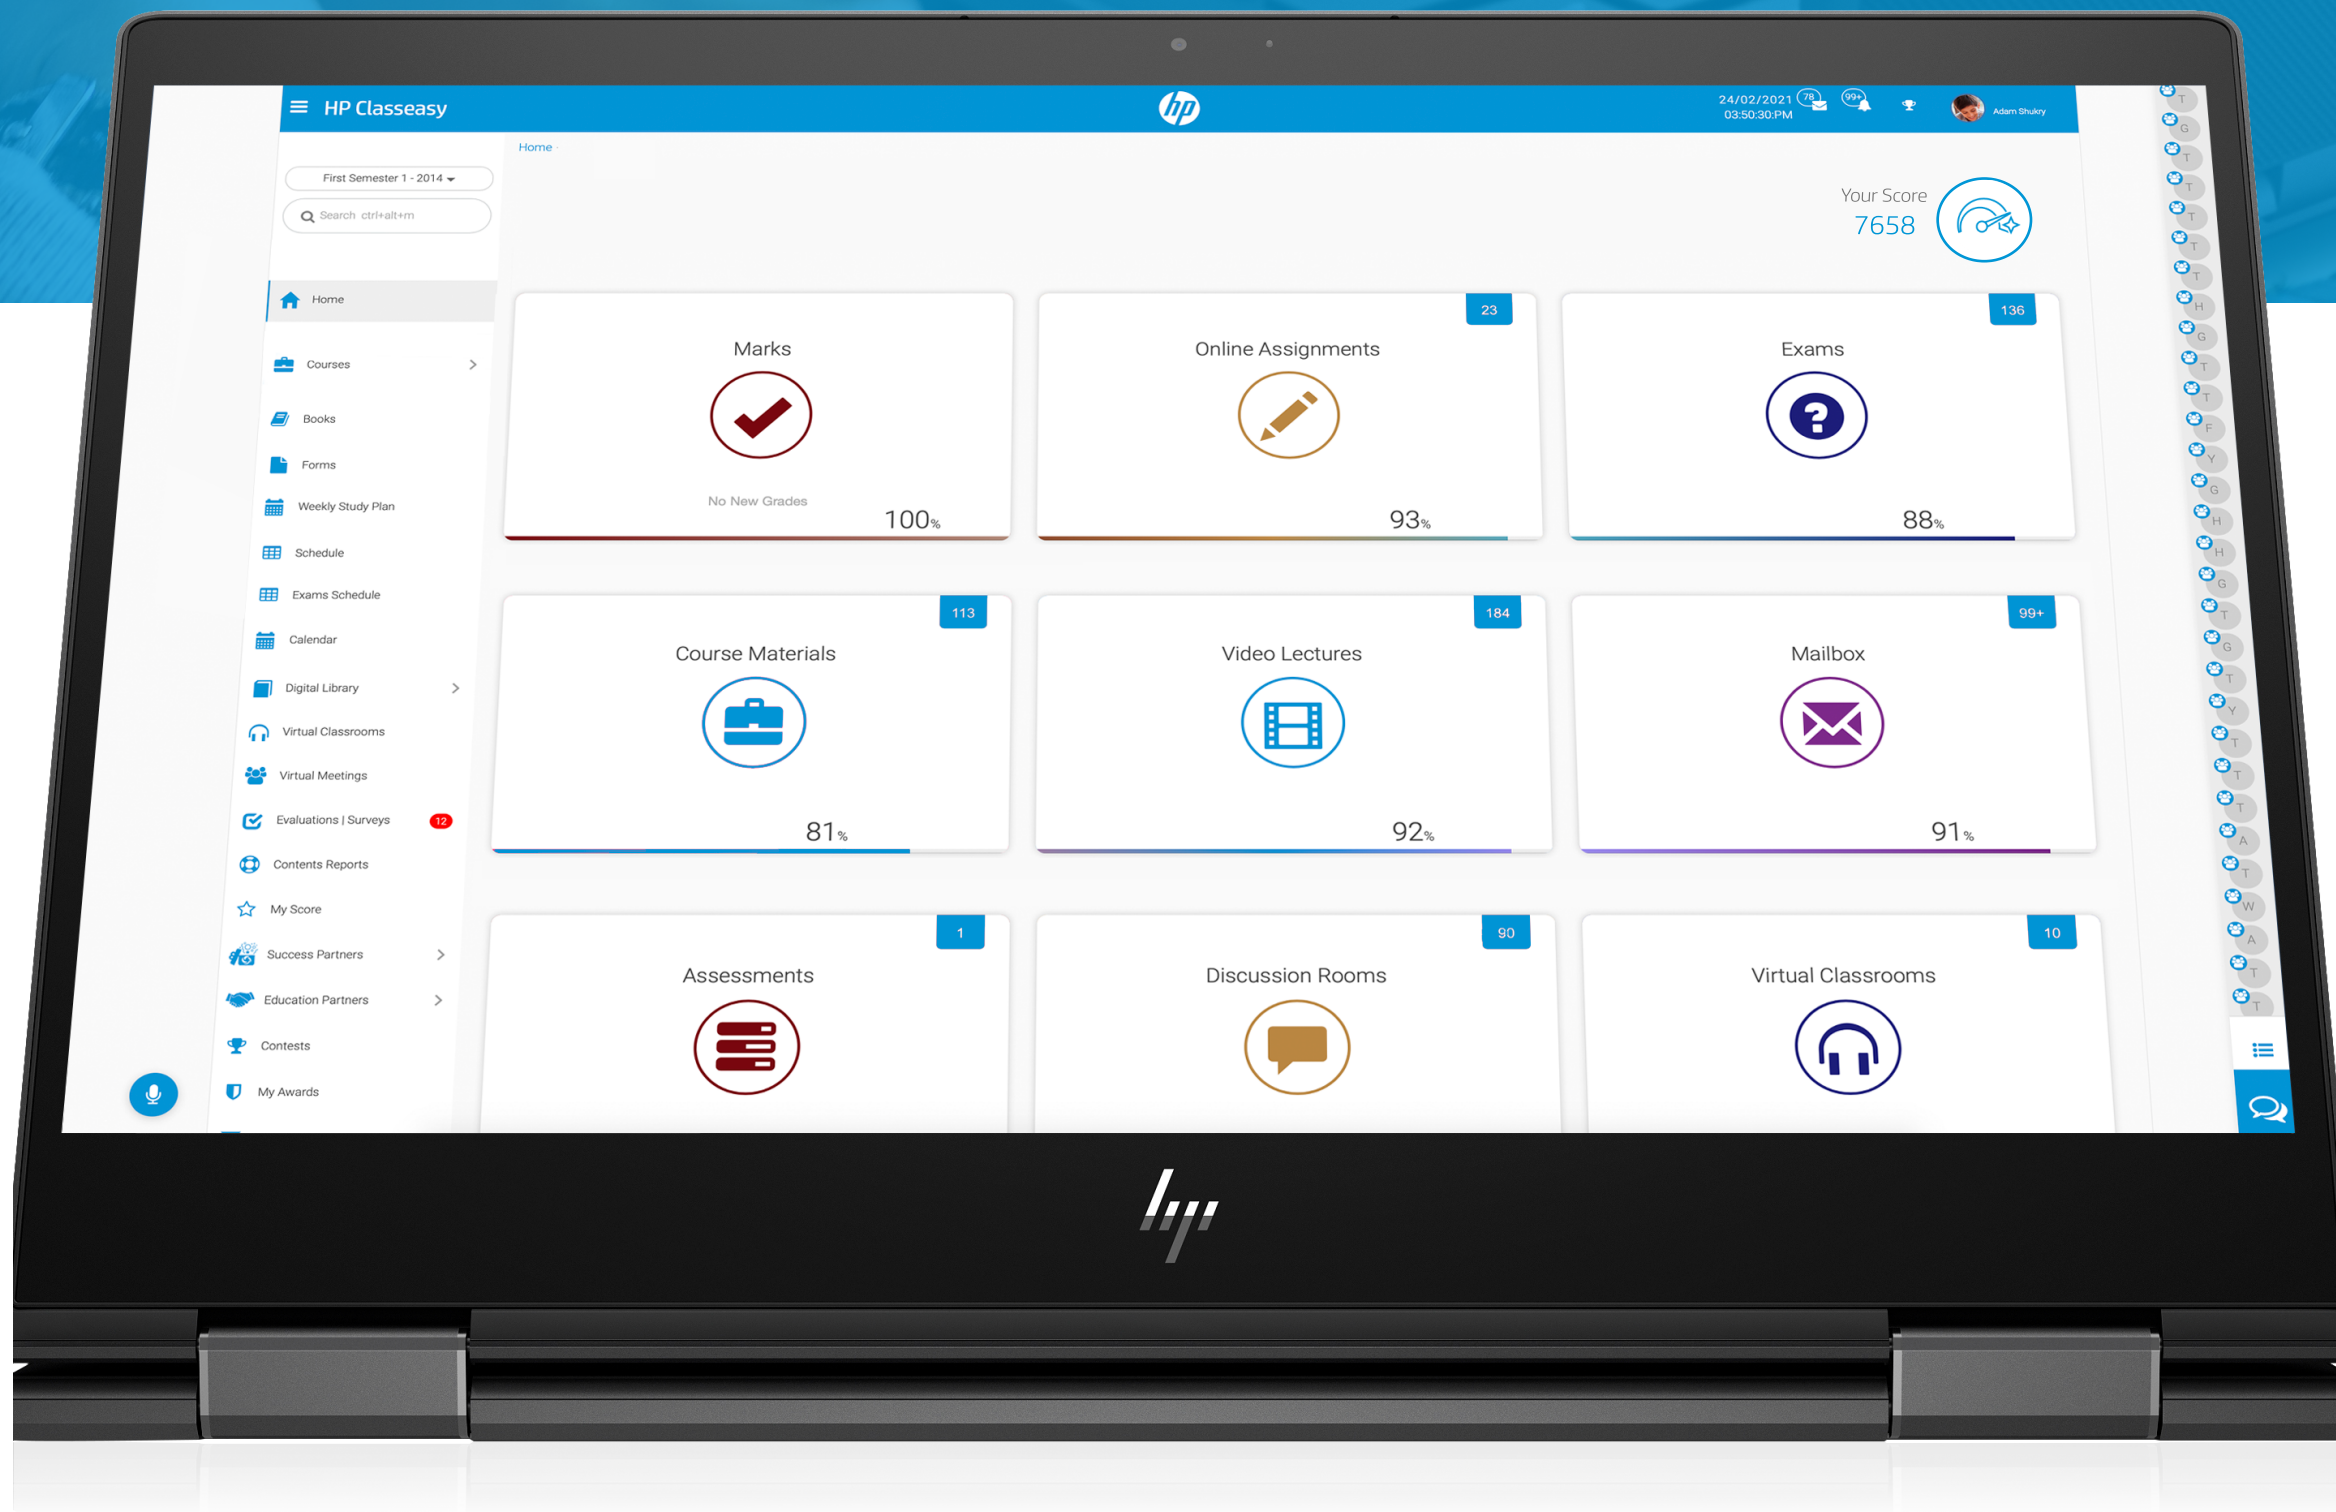 HP Classeasy
hp
24/02/2021
03:50:30:PM
78
99+
Adam Shukry
Home
First Semester 1 - 2014
Search ctrl+alt+m
Your Score
7658
Home
Courses
Books
Forms
Weekly Study Plan
Schedule
Exams Schedule
Calendar
Digital Library
Virtual Classrooms
Virtual Meetings
Evaluations | Surveys
12
Contents Reports
My Score
Success Partners
Education Partners
Contests
My Awards
Marks
No New Grades
100%
23
Online Assignments
93%
136
Exams
88%
113
Course Materials
81%
184
Video Lectures
92%
99+
Mailbox
91%
1
Assessments
90
Discussion Rooms
10
Virtual Classrooms
T
G
T
T
T
T
T
H
G
T
T
F
Y
G
H
H
G
T
G
T
Y
T
T
T
A
T
W
A
T
T
hp